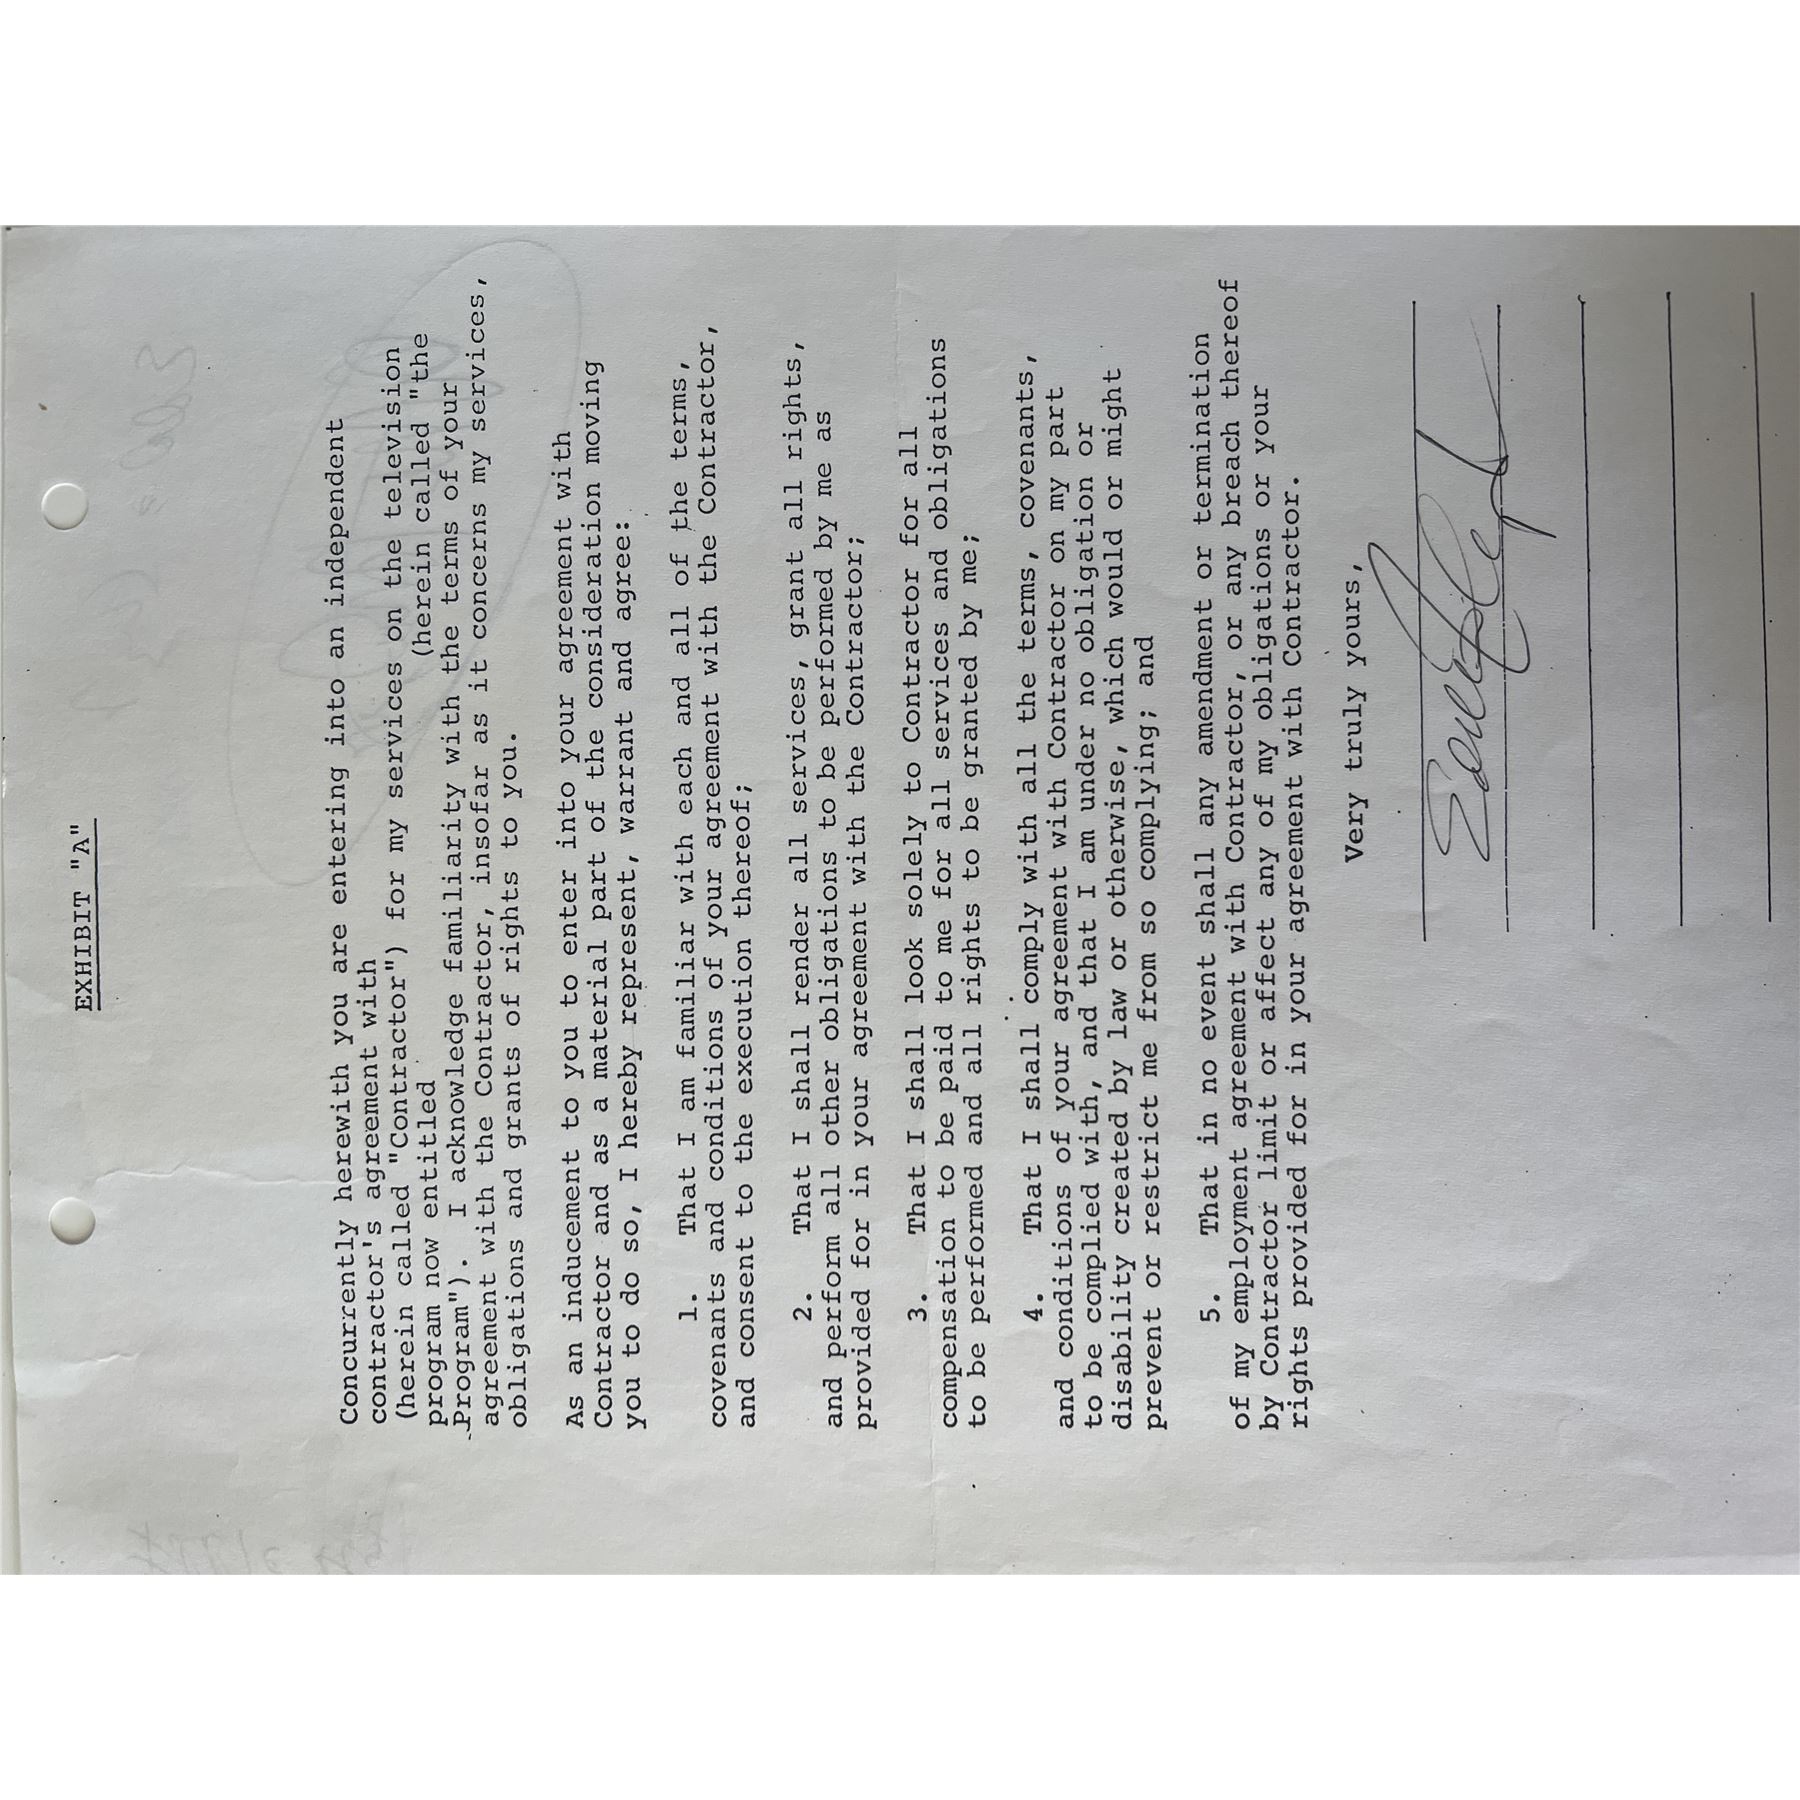 EXHIBIT "A"
Concurrently herewith you are entering into an independent
contractor's agreement with
(herein called "Contractor") for my services on the television
program now entitled (herein called "the
Program"). I acknowledge familiarity with the terms of your
agreement with the Contractor, insofar as it concerns my services,
obligations and grants of rights to you.
As an inducement to you to enter into your agreement with
Contractor and as a material part of the consideration moving
you to do so, I hereby represent, warrant and agree:
1. That I am familiar with each and all of the terms,
covenants and conditions of your agreement with the Contractor,
and consent to the execution thereof;
2. That I shall render all services, grant all rights,
and perform all other obligations to be performed by me as
provided for in your agreement with the Contractor;
3. That I shall look solely to Contractor for all
compensation to be paid to me for all services and obligations
to be performed and all rights to be granted by me;
4. That I shall comply with all the terms, covenants,
and conditions of your agreement with Contractor on my part
to be complied with, and that I am under no obligation or
disability created by law or otherwise, which would or might
prevent or restrict me from so complying; and
5. That in no event shall any amendment or termination
of my employment agreement with Contractor, or any breach thereof
by Contractor limit or affect any of my obligations or your
rights provided for in your agreement with Contractor.
Very truly yours,